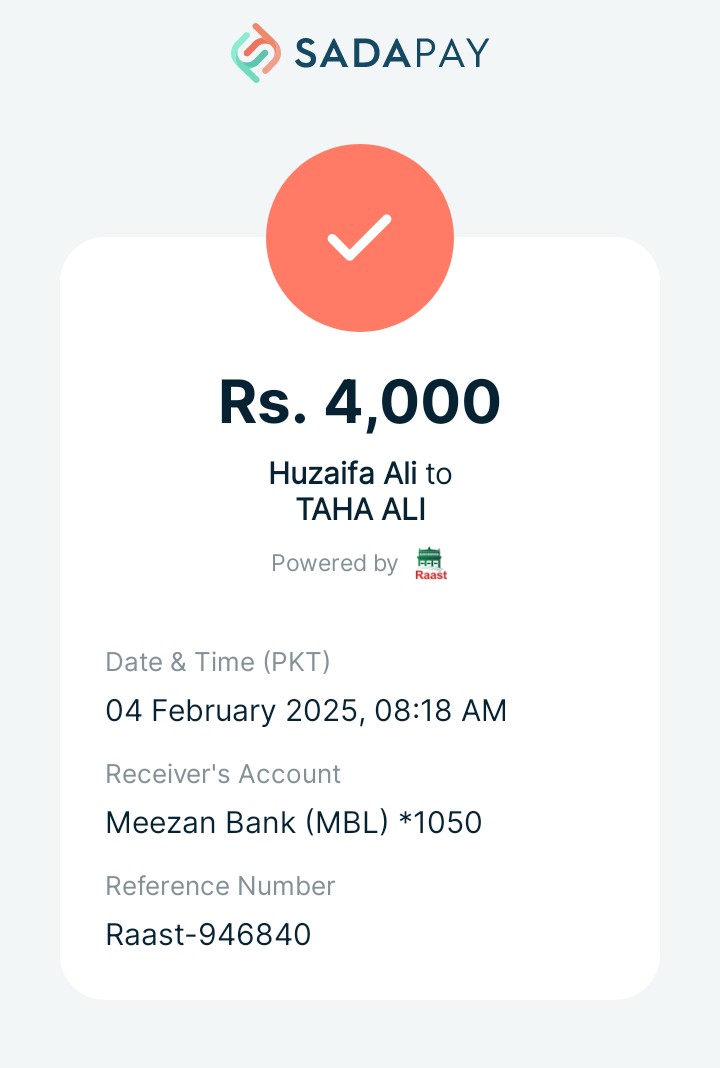 SADAPAY
Rs. 4,000
Huzaifa Ali to
TAHA ALI
Powered by Raast
Date & Time (PKT)
04 February 2025, 08:18 AM
Receiver's Account
Meezan Bank (MBL) *1050
Reference Number
Raast-946840